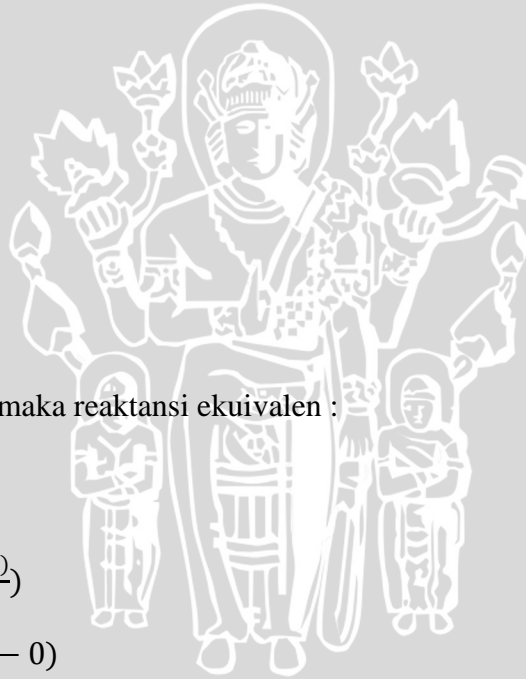 maka reaktansi ekuivalen :
)
)
− 0)